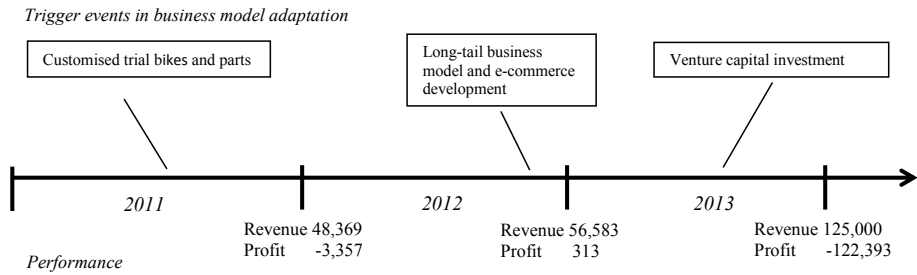 Trigger events in business model adaptation
Customised trial bikes and parts
Long-tail business
model and e-commerce
development
Venture capital investment
2011
2012
2013
Revenue 48,369
Profit -3,357
Revenue 56,583
Profit 313
Revenue 125,000
Profit -122,393
Performance